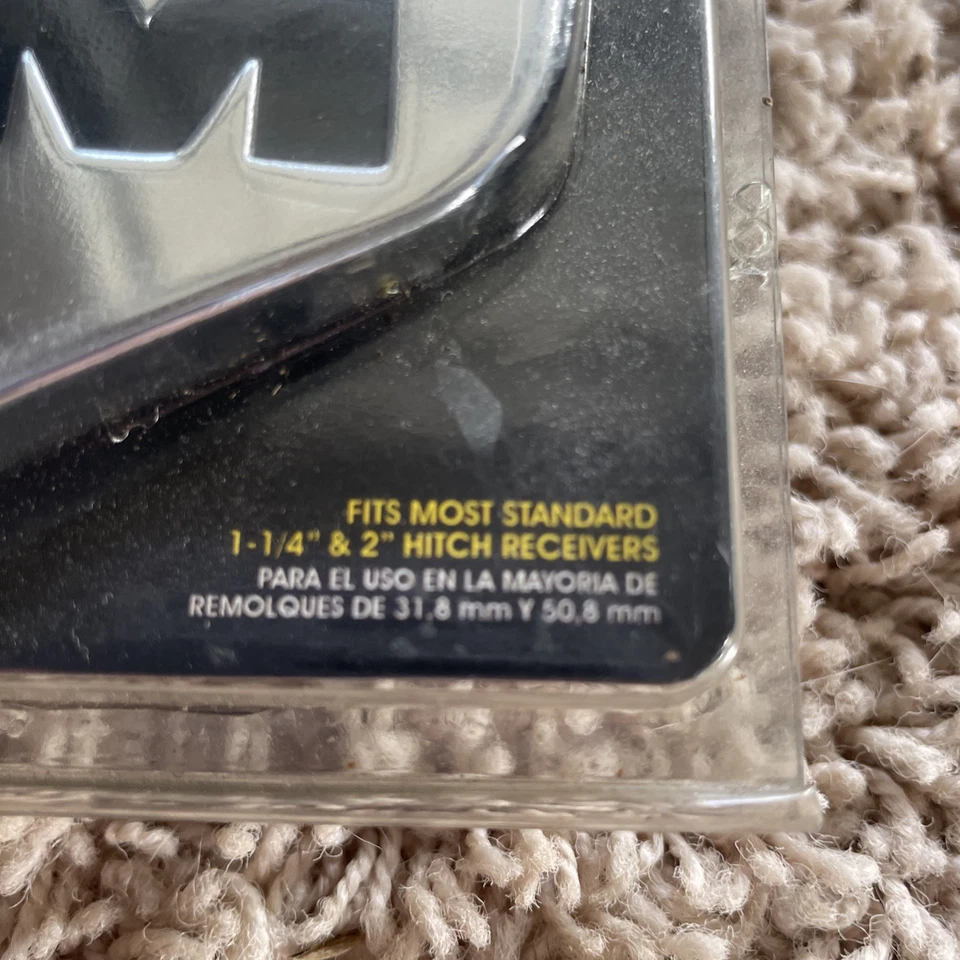 M
FITS MOST STANDARD
1-1/4" & 2" HITCH RECEIVERS
PARA EL USO EN LA MAYORIA DE
REMOLQUES DE 31,8 mm Y 50,8 mm